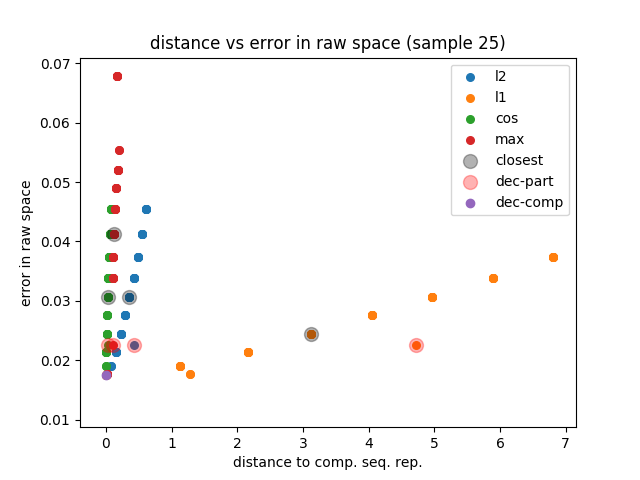 distance vs error in raw space (sample 25)
0.07
0.06
0.05
0.04
0.03
0.02
0.01
error in raw space
l2
l1
cos
max
closest
dec-part
dec-comp
0 1 2 3 4 5 6 7
distance to comp. seq. rep.